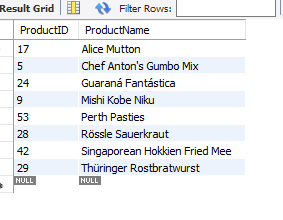 Result Grid Filter Rows:
ProductID ProductName
17 Alice Mutton
5 Chef Anton's Gumbo Mix
24 Guaraná Fantástica
9 Mishi Kobe Niku
53 Perth Pasties
28 Rössle Sauerkraut
42 Singaporean Hokkien Fried Mee
29 Thüringer Rostbratwurst
NULL NULL